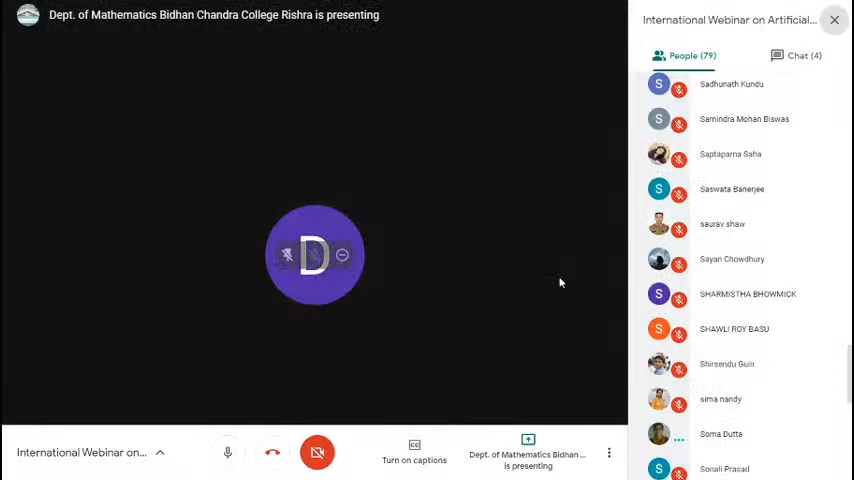 Dept. of Mathematics Bidhan Chandra College Rishra is presenting
International Webinar on Artificial...
People (79)
Chat (4)
S
Sadhunath Kundu
S
Samindra Mohan Biswas
Saptaparna Saha
S
Saswata Banerjee
saurav shaw
Sayan Chowdhury
S
SHARMISTHA BHOWMICK
S
SHAWLI ROY BASU
Shirsendu Guin
sima nandy
Soma Dutta
S
Sonali Prasad
D
International Webinar on...
Turn on captions
Dept. of Mathematics Bidhan ...
is presenting